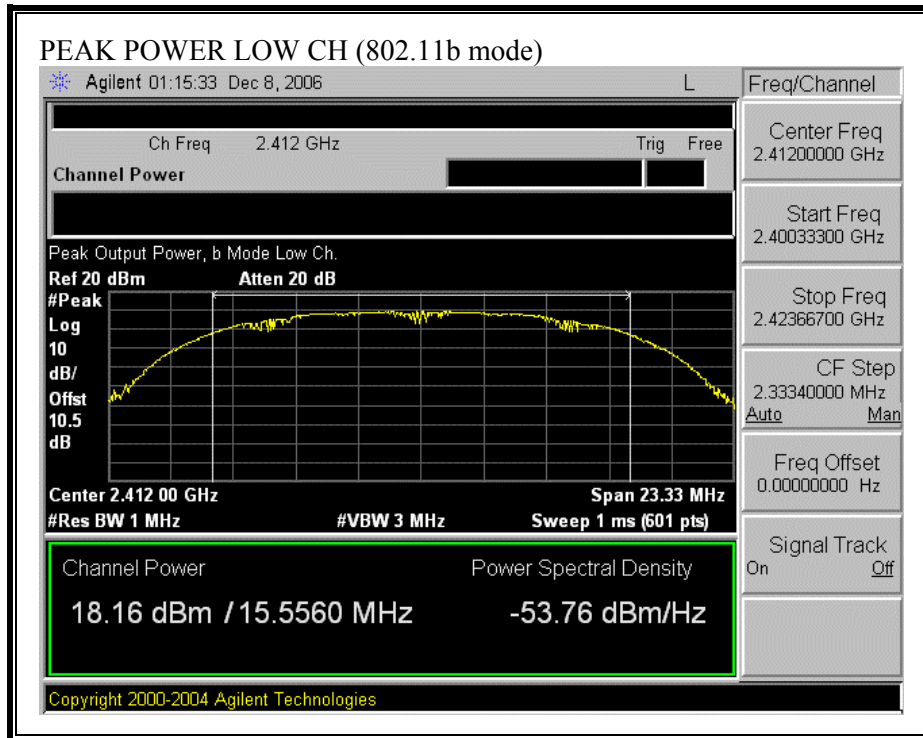 PEAK POWER LOW CH (802.11b mode)
Agilent 01:15:33 Dec 8, 2006 L
Freq/Channel
Ch Freq 2.412 GHz Trig Free
Channel Power
Center Freq
2.41200000 GHz
Start Freq
2.40033300 GHz
Stop Freq
2.42366700 GHz
CF Step
2.33340000 MHz
Auto Man
Freq Offset
0.00000000 Hz
Signal Track
On Off
Peak Output Power, b Mode Low Ch.
Ref 20 dBm Atten 20 dB
#Peak
Log
10
dB/
Offst
10.5
dB
Center 2.412 00 GHz Span 23.33 MHz
#Res BW 1 MHz #VBW 3 MHz Sweep 1 ms (601 pts)
Channel Power Power Spectral Density
18.16 dBm / 15.5560 MHz -53.76 dBm/Hz
Copyright 2000-2004 Agilent Technologies